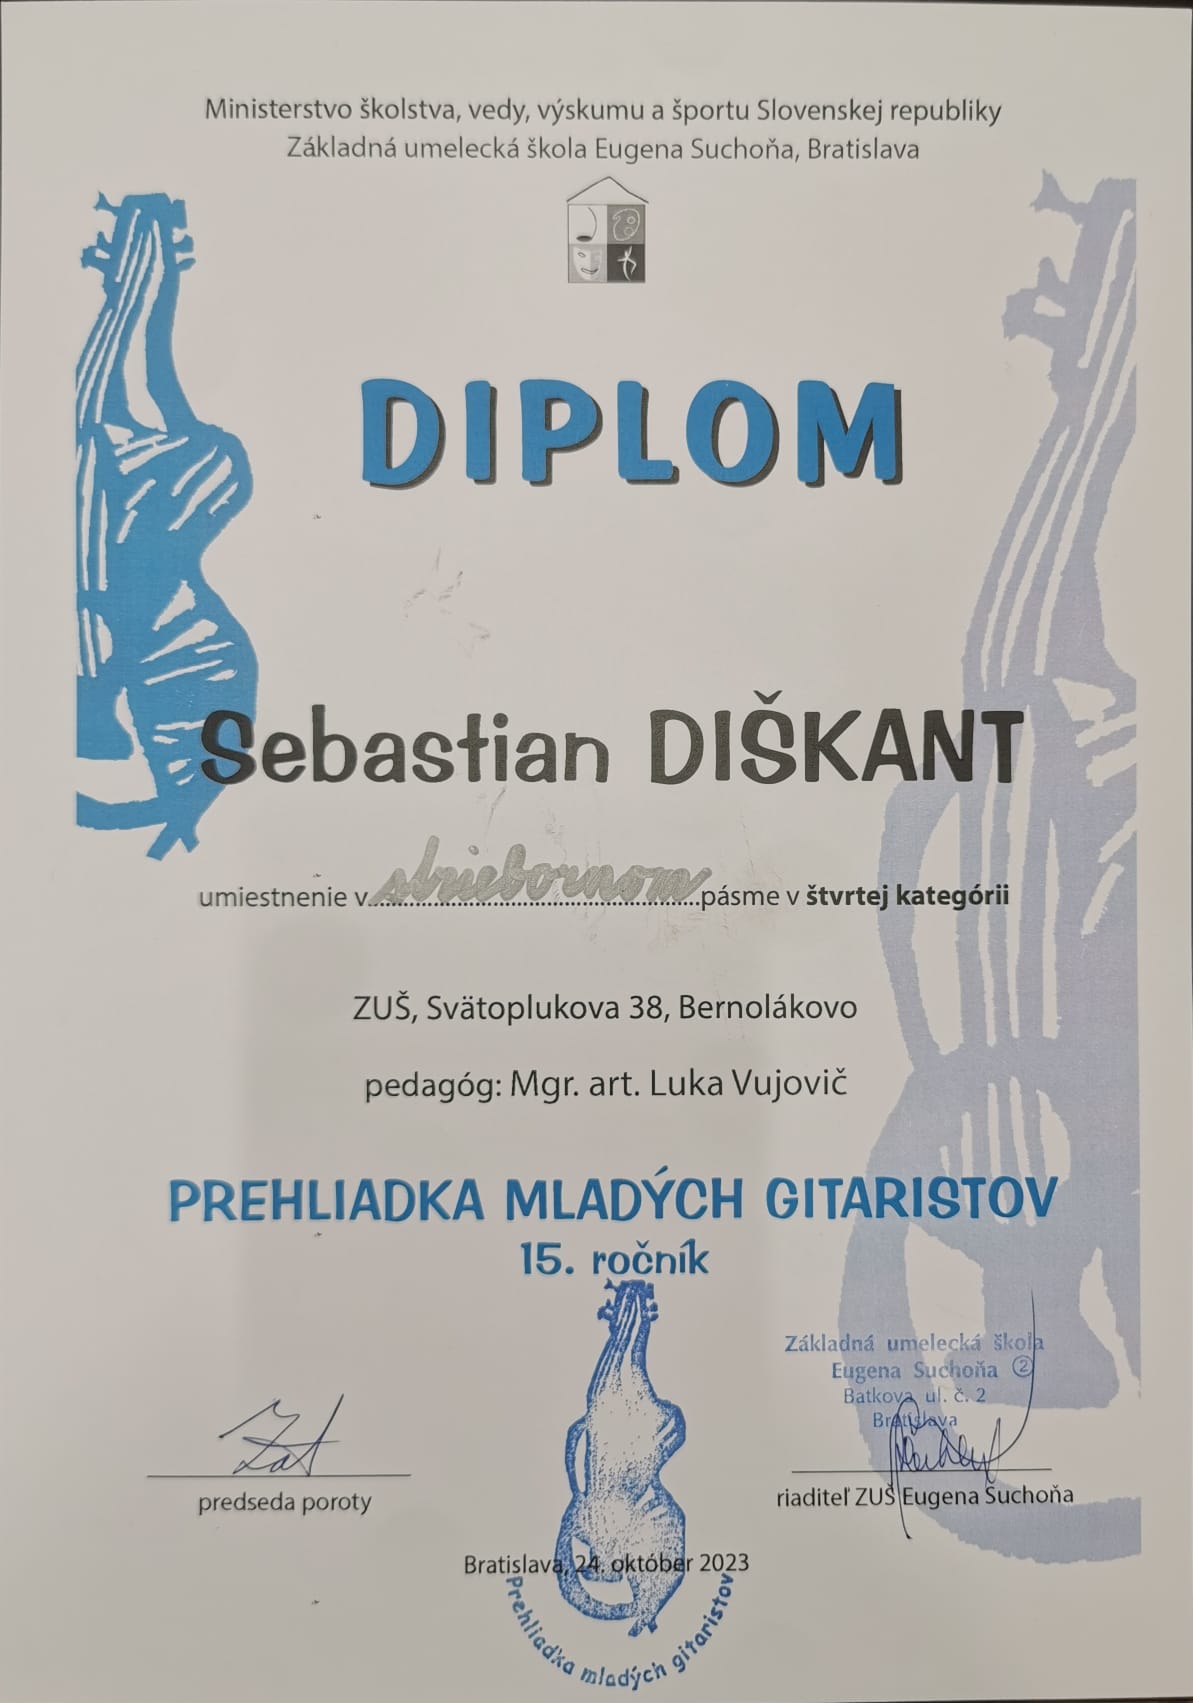 Ministerstvo školstva, vedy, výskumu a športu Slovenskej republiky
Základná umelecká škola Eugena Suchoňa, Bratislava
DIPLOM
Sebastian DIŠKANT
umiestnenie v striebornom pásme v štvrtej kategórii
ZUŠ, Svätoplukova 38, Bernolákovo
pedagóg: Mgr. art. Luka Vujovič
PREHLIADKA MLADÝCH GITARISTOV
15. ročník
Základná umelecká škola
Eugena Suchoňa 2
Batkova ul. č. 2
Bratislava
predseda poroty
riaditeľ ZUŠ Eugena Suchoňa
Bratislava, 24. október 2023
Prehliadka mladých gitaristov